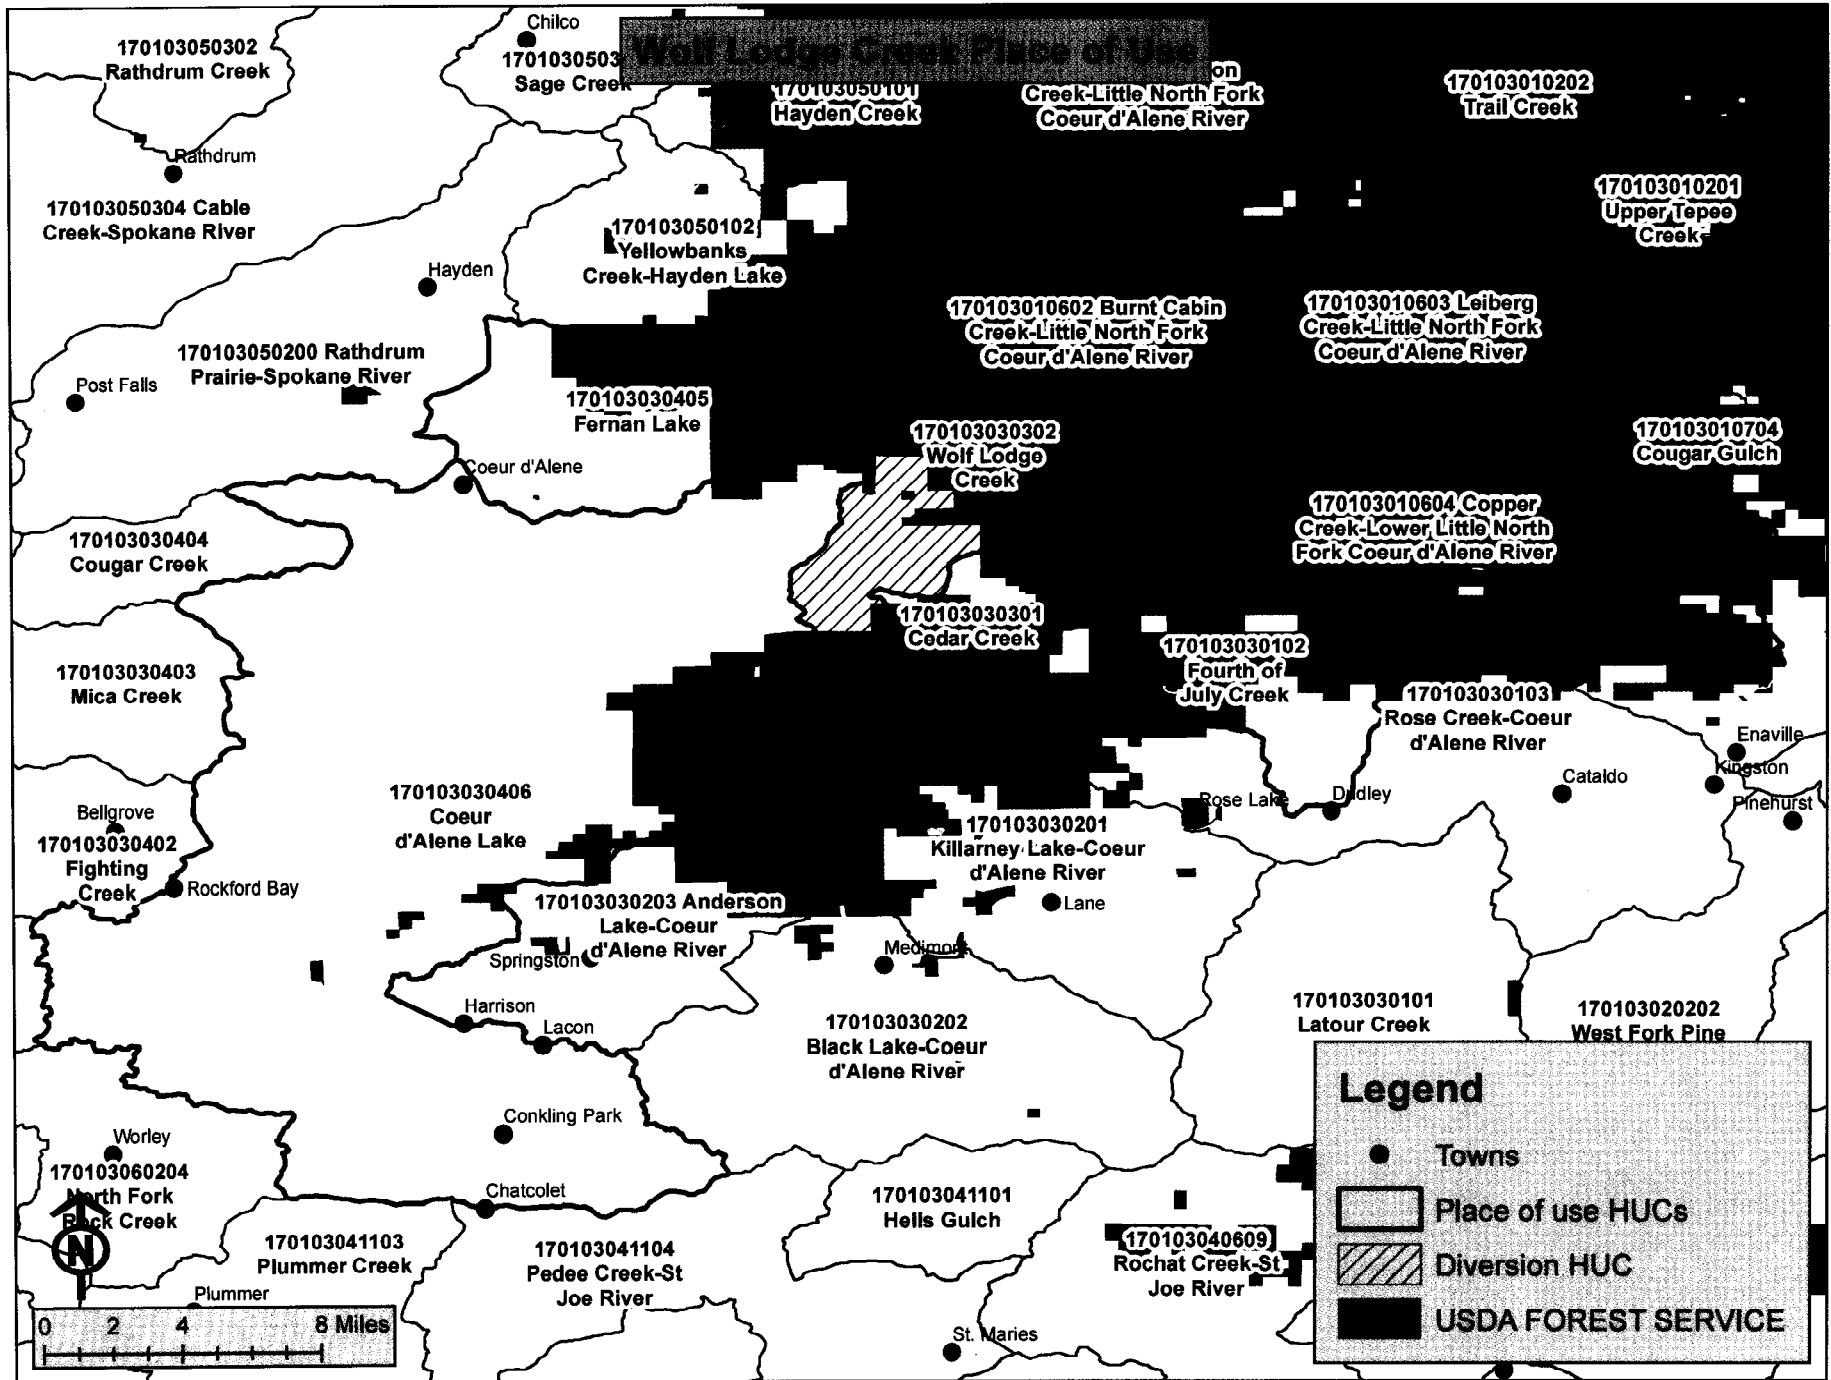 Wolf Lodge Creek Place of Use
Chilco
170103050302
Rathdrum Creek
1701030503
Sage Creek
170103050101
Hayden Creek
on
Creek-Little North Fork
Coeur d'Alene River
170103010202
Trail Creek
Rathdrum
170103050304 Cable
Creek-Spokane River
170103050102
Yellowbanks
Creek-Hayden Lake
170103010201
Upper Tepee
Creek
Hayden
170103010602 Burnt Cabin
Creek-Little North Fork
Coeur d'Alene River
170103010603 Leiberg
Creek-Little North Fork
Coeur d'Alene River
170103050200 Rathdrum
Prairie-Spokane River
Post Falls
170103030405
Fernan Lake
170103030302
Wolf Lodge
Creek
170103010704
Cougar Gulch
Coeur d'Alene
170103010604 Copper
Creek-Lower Little North
Fork Coeur d'Alene River
170103030404
Cougar Creek
170103030301
Cedar Creek
170103030102
Fourth of
July Creek
170103030403
Mica Creek
170103030103
Rose Creek-Coeur
d'Alene River
Enaville
Kingston
Cataldo
Pinehurst
Rose Lake
Dudley
170103030406
Coeur
d'Alene Lake
Bellgrove
170103030402
Fighting
Creek
Rockford Bay
170103030201
Killarney Lake-Coeur
d'Alene River
Lane
170103030203 Anderson
Lake-Coeur
d'Alene River
Springston
Medimont
Harrison
Lacon
170103030202
Black Lake-Coeur
d'Alene River
170103030101
Latour Creek
170103020202
West Fork Pine
Conkling Park
Worley
170103060204
North Fork
Rock Creek
Chatcolet
170103041101
Hells Gulch
170103041103
Plummer Creek
170103041104
Pedee Creek-St
Joe River
170103040609
Rochat Creek-St
Joe River
Plummer
St. Maries
N
0 2 4 8 Miles
Legend
Towns
Place of use HUCs
Diversion HUC
USDA FOREST SERVICE